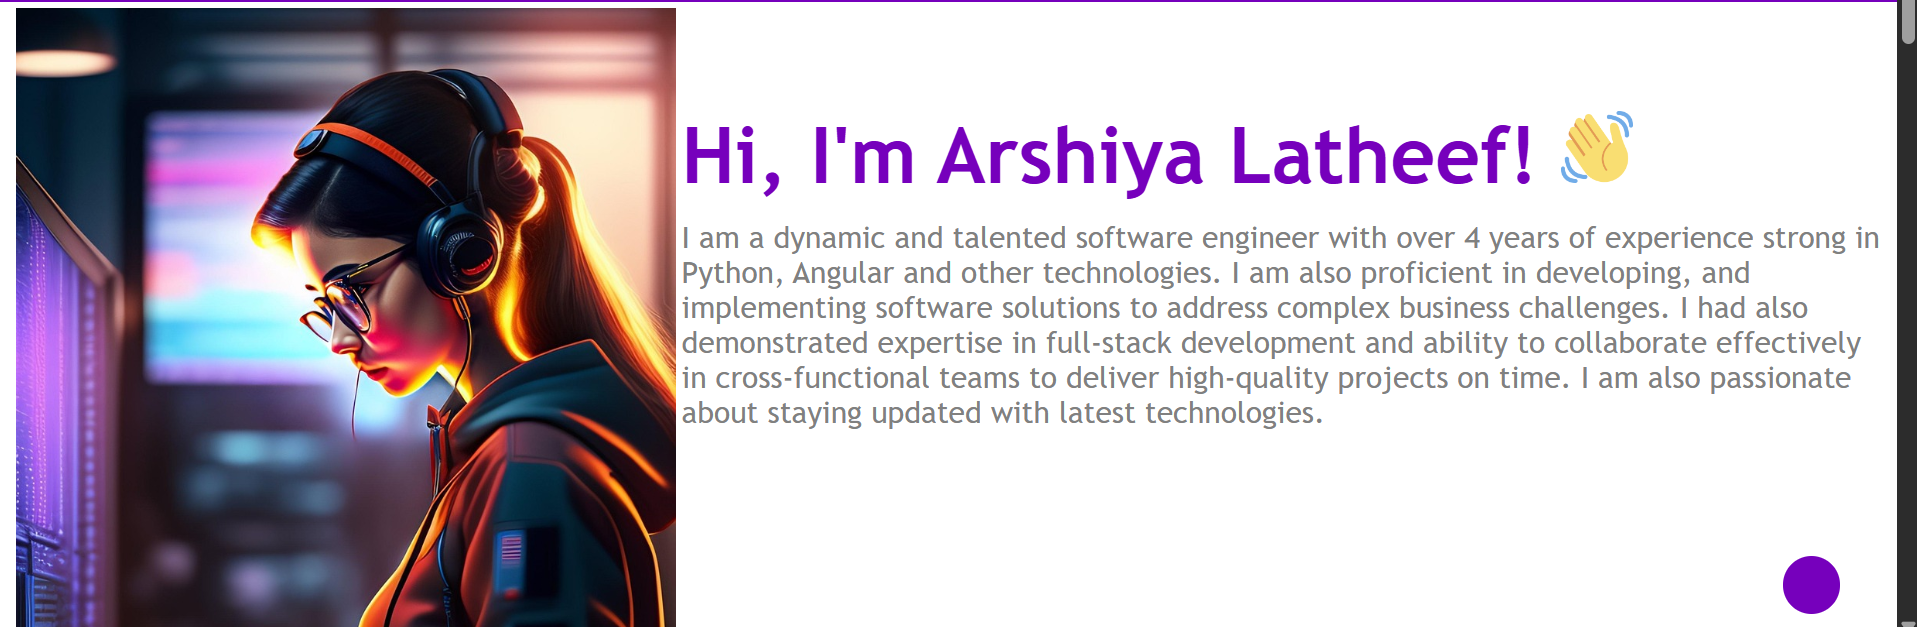 Hi, I'm Arshiya Latheef! 👋
I am a dynamic and talented software engineer with over 4 years of experience strong in
Python, Angular and other technologies. I am also proficient in developing, and
implementing software solutions to address complex business challenges. I had also
demonstrated expertise in full-stack development and ability to collaborate effectively
in cross-functional teams to deliver high-quality projects on time. I am also passionate
about staying updated with latest technologies.